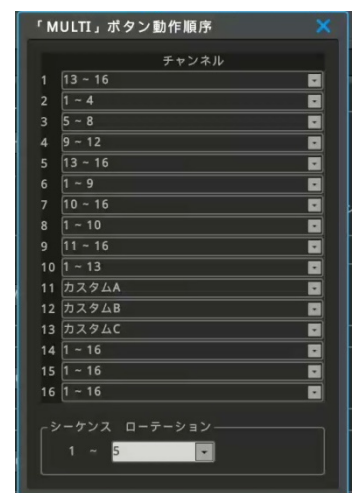 「MULTI」ボタン動作順序
チャンネル
1 13 ~ 16
2 1 ~ 4
3 5 ~ 8
4 9 ~ 12
5 13 ~ 16
6 1 ~ 9
7 10 ~ 16
8 1 ~ 10
9 11 ~ 16
10 1 ~ 13
11 カスタムA
12 カスタムB
13 カスタムC
14 1 ~ 16
15 1 ~ 16
16 1 ~ 16
シーケンス ローテーション
1 ~ 5